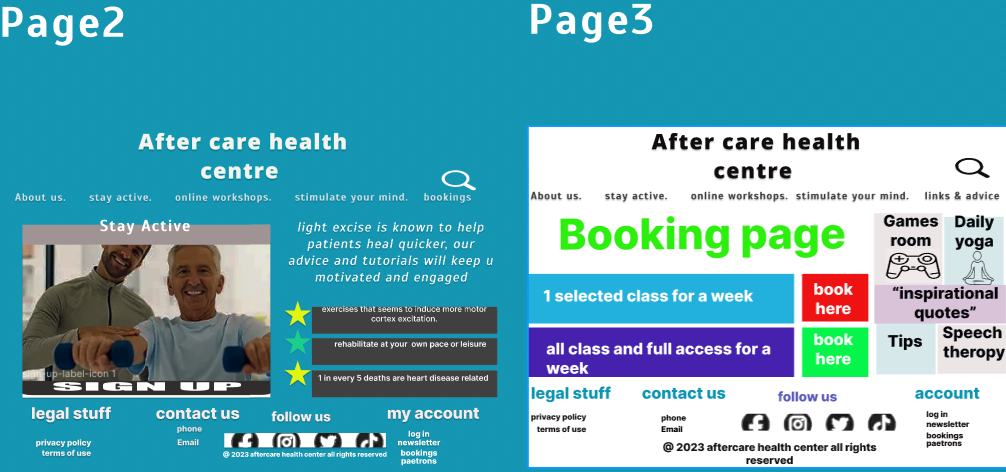 Page2
After care health
centre
About us. stay active. online workshops. stimulate your mind. bookings
Stay Active
light excise is known to help
patients heal quicker, our
advice and tutorials will keep u
motivated and engaged
exercises that seems to induce more motor
cortex excitation.
rehabilitate at your own pace or leisure
1 in every 5 deaths are heart disease related
sign-up-label-icon 1
SIGN UP
legal stuff
privacy policy
terms of use
contact us
phone
Email
follow us
my account
log in
newsletter
bookings
paetrons
@ 2023 aftercare health center all rights reserved
Page3
After care health
centre
About us. stay active. online workshops. stimulate your mind. links & advice
Booking page
1 selected class for a week
book
here
all class and full access for a
week
book
here
Games
room
Daily
yoga
“inspirational
quotes”
Tips
Speech
theropy
legal stuff
privacy policy
terms of use
contact us
phone
Email
follow us
account
log in
newsletter
bookings
paetrons
@ 2023 aftercare health center all rights
reserved